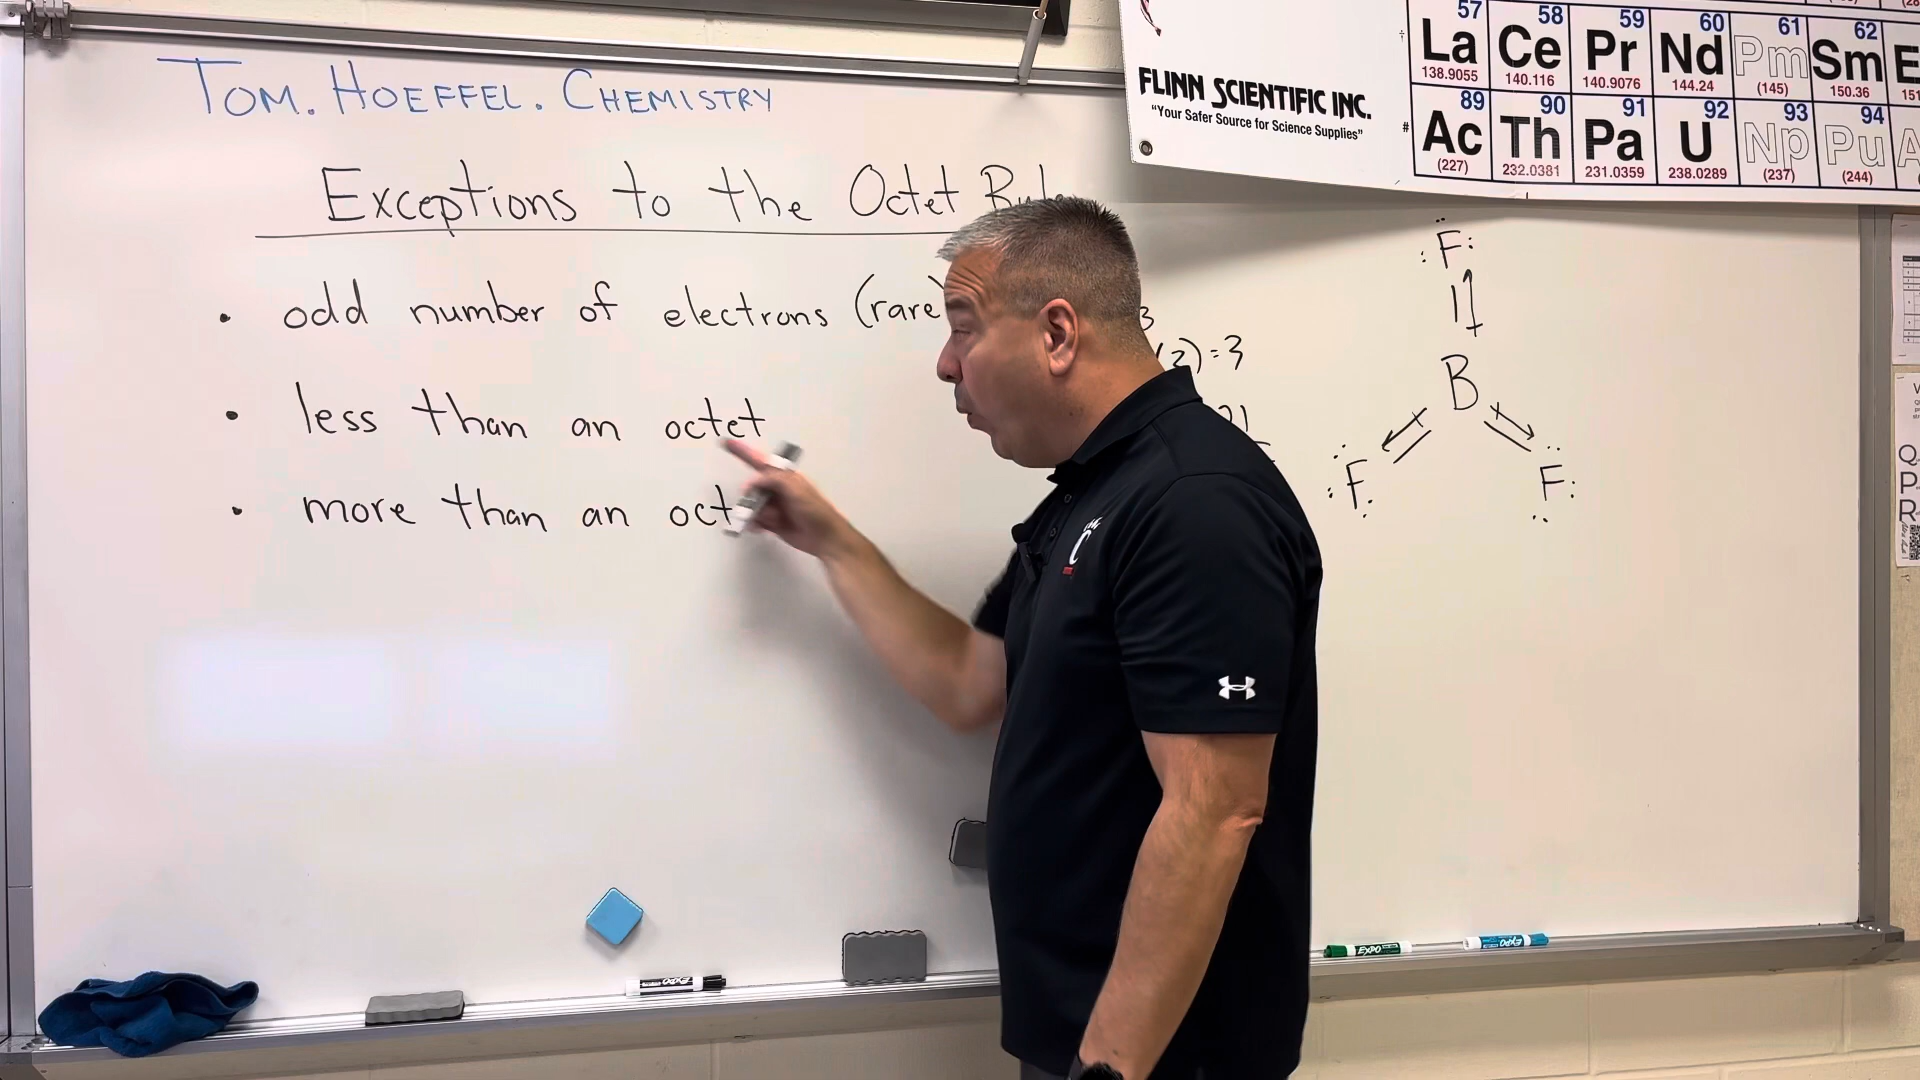 TOM. HOEFFEL. CHEMISTRY
Exceptions to the Octet
• odd number of electrons (rare)
• less than an octet
• more than an oct
3
(2)=3
21
F
B
F
F
FLINN SCIENTIFIC INC.
"Your Safer Source for Science Supplies"
57 58 59 60 61 62
La Ce Pr Nd Pm Sm E
138.9055 140.116 140.9076 144.24 (145) 150.36 151
89 90 91 92 93 94
# Ac Th Pa U Np Pu A
(227) 232.0381 231.0359 238.0289 (237) (244)
Q
P
R
EXPO
EXPO
EXPO
C